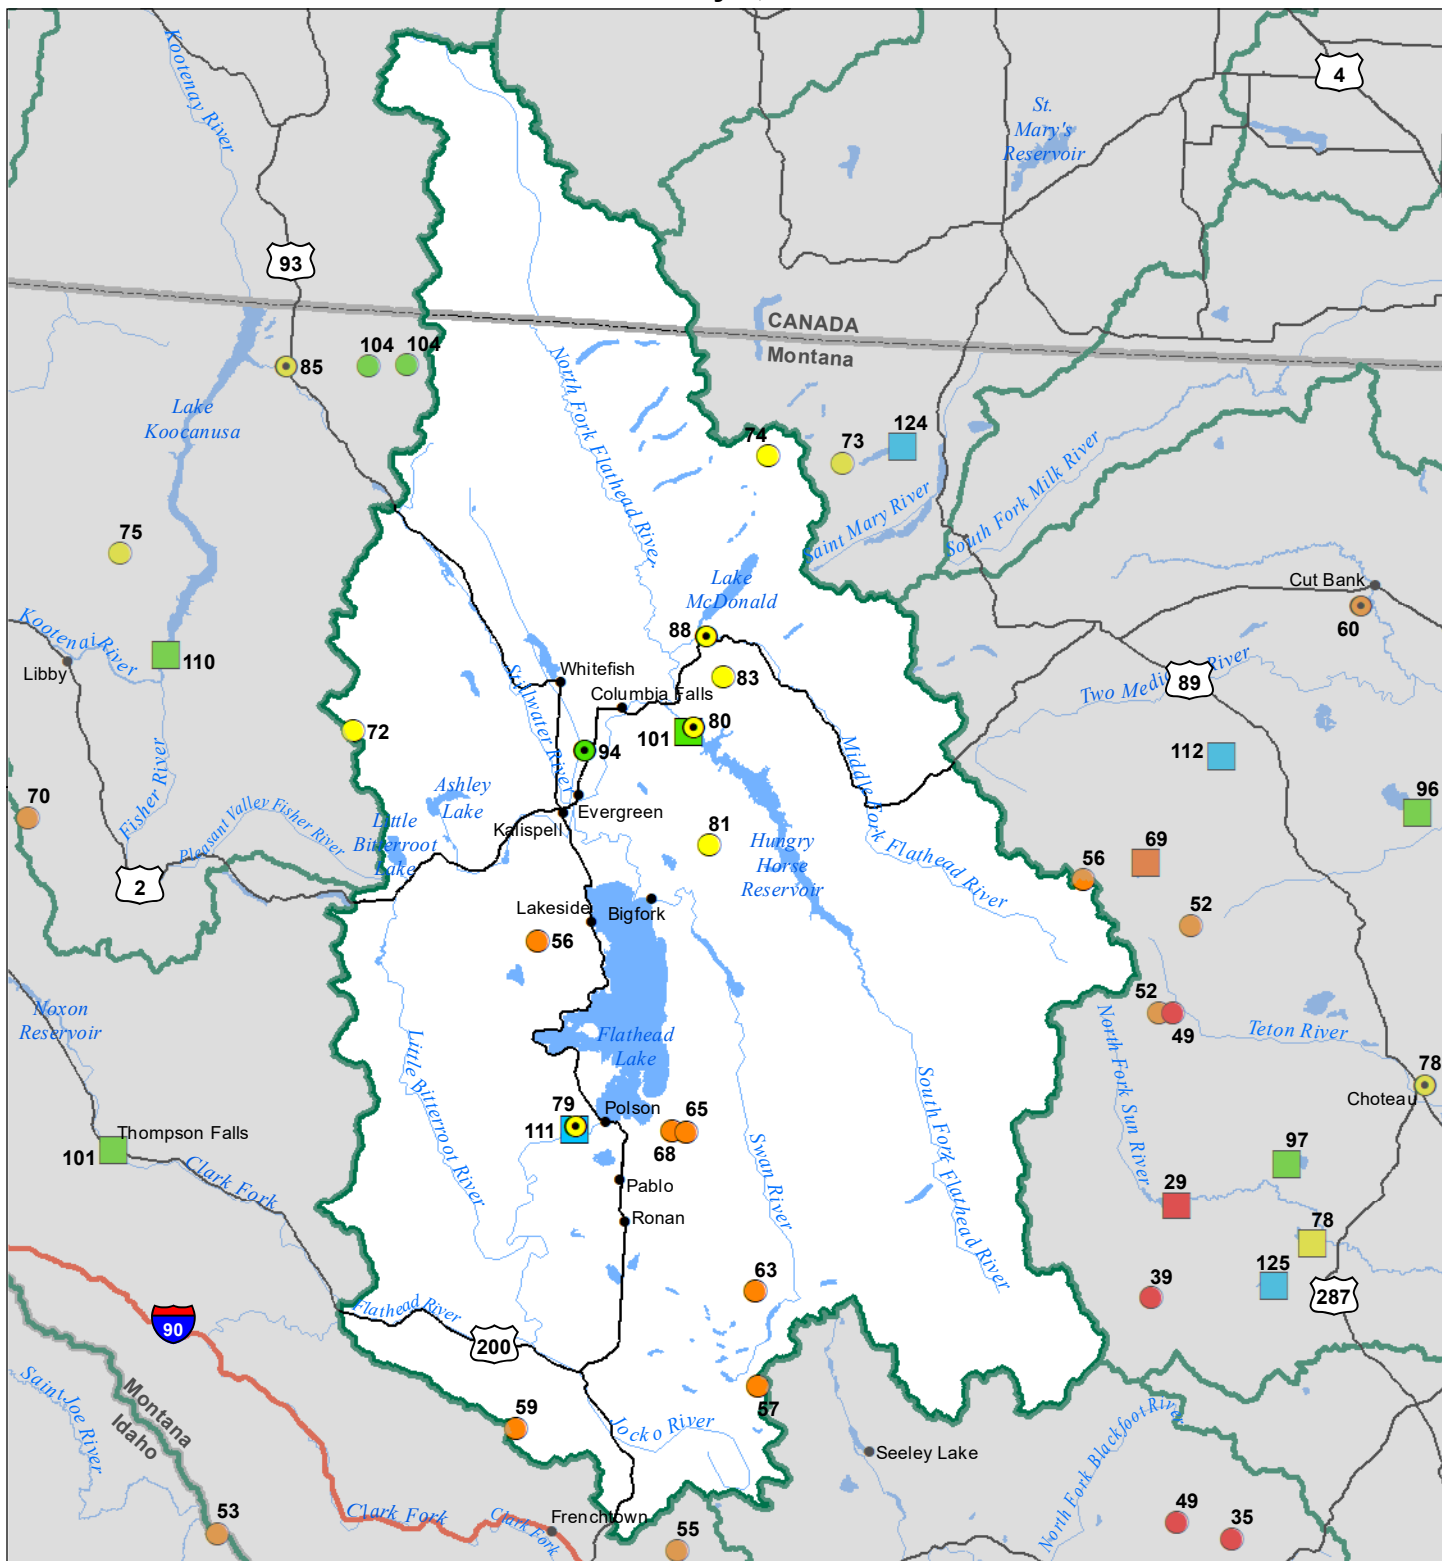 Kootenay River
4
St.
Mary's
Reservoir
93
CANADA
Montana
104
104
85
North Fork Flathead River
Lake
Koocanusa
74
73
124
South Fork Milk River
Saint Mary River
75
Lake
McDonald
Cut Bank
60
Kootenai River
88
Libby
110
Whitefish
83
Two Medicine River
89
Columbia Falls
Stillwater River
72
80
101
94
Middle Fork Flathead River
112
Fisher River
Ashley
Lake
96
70
Evergreen
Kalispell
Little
Bitterroot
Lake
Pleasant Valley Fisher River
81
Hungry
Horse
Reservoir
69
56
2
Lakeside
Bigfork
52
56
Noxon
Reservoir
52
49
North Fork Sun River
Teton River
Flathead
Lake
Little Bitterroot River
78
Choteau
South Fork Flathead River
79
111
Polson
65
68
Thompson Falls
101
Swan River
Clark Fork
97
Pablo
29
Ronan
78
63
125
39
287
Flathead River
90
200
Montana
Idaho
Saint Joe River
57
59
Jocko River
North Fork Blackfoot River
Seeley Lake
53
Clark Fork
Clark Fork
Frenchtown
55
49
35